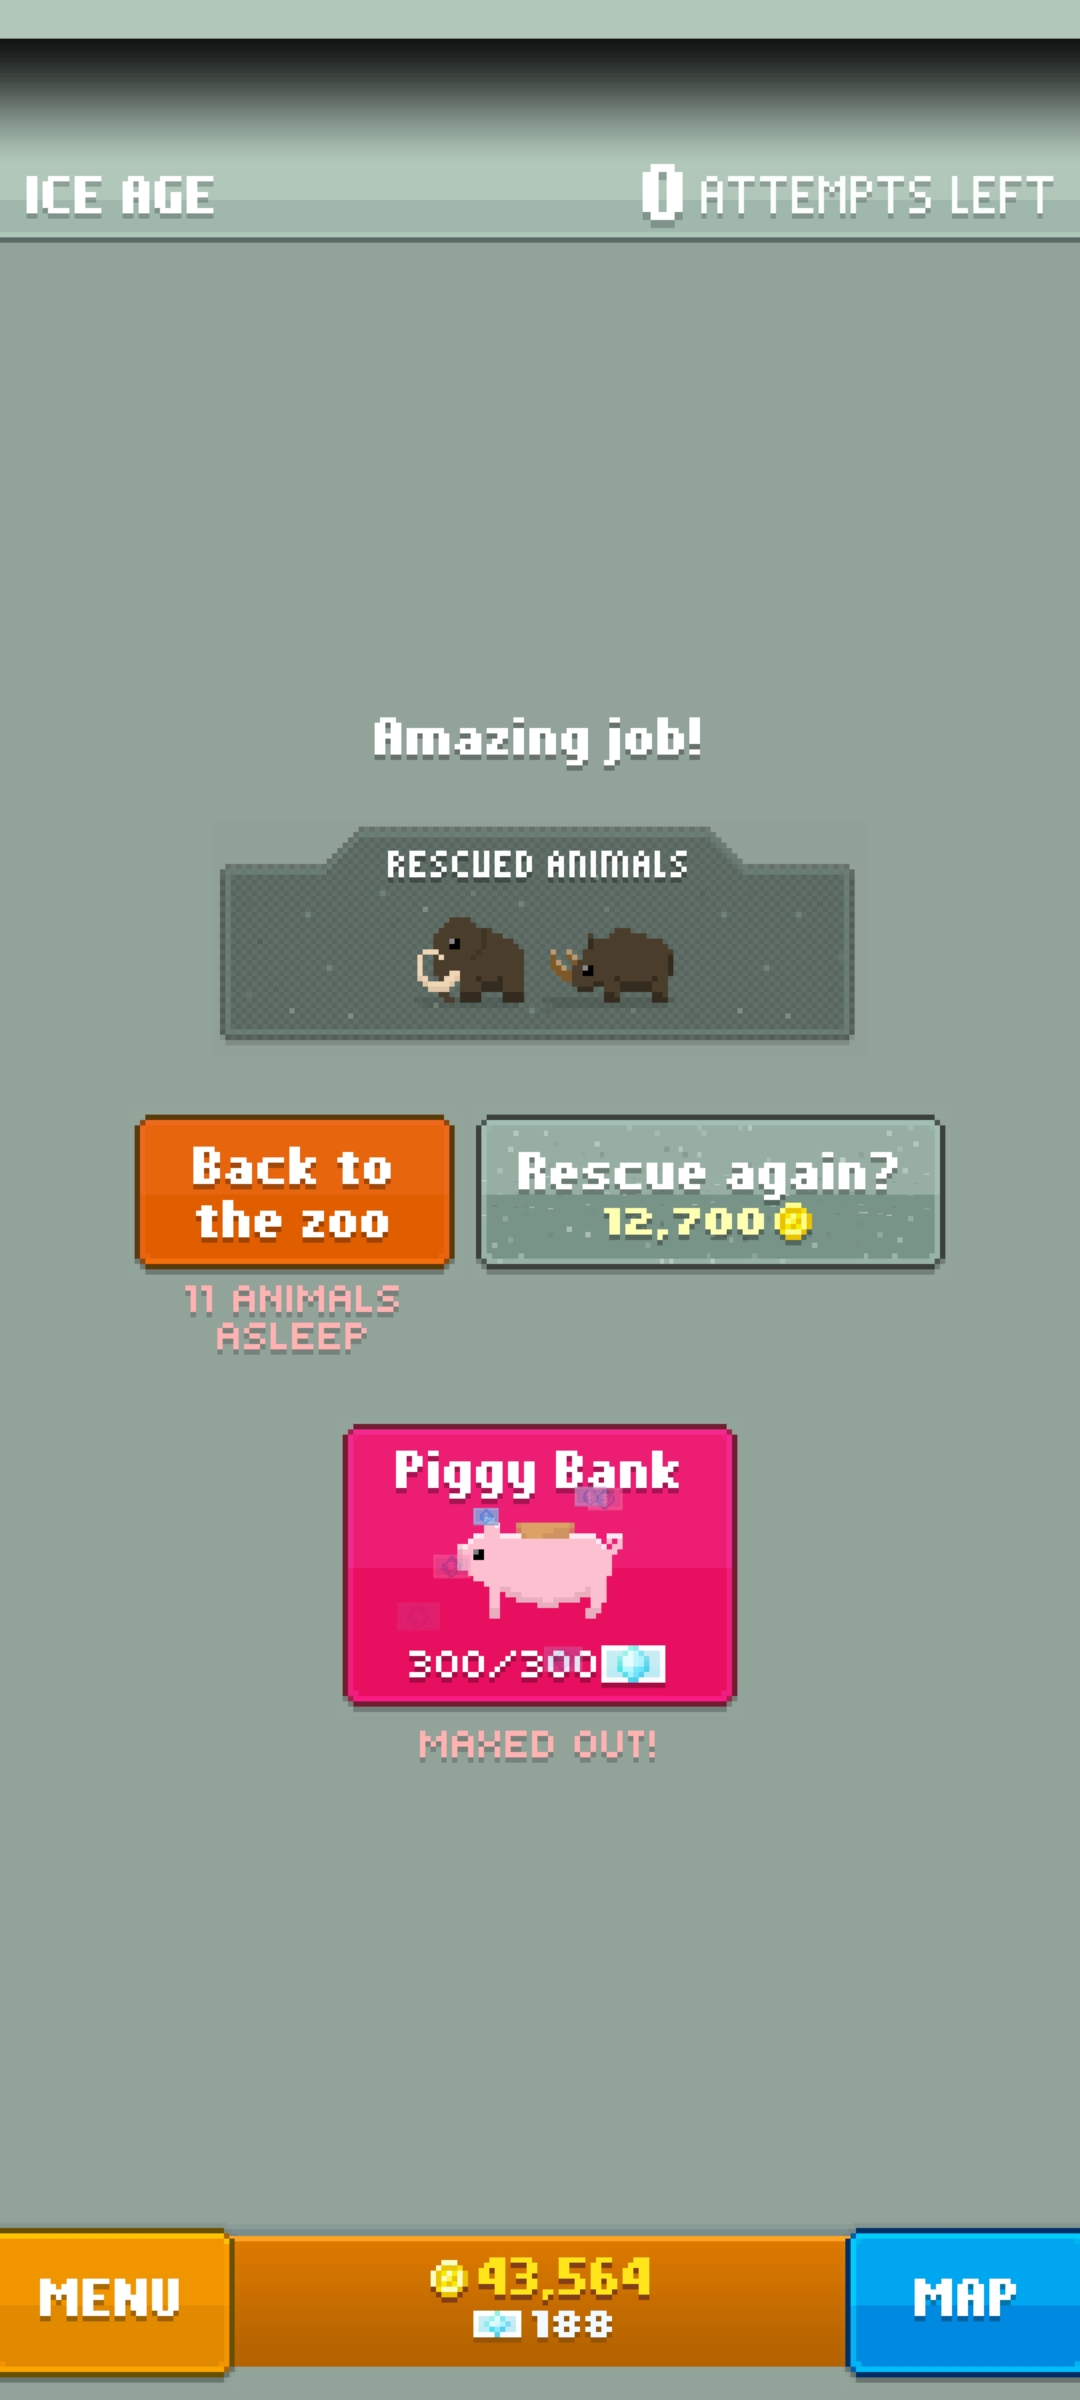 ICE AGE
0 ATTEMPTS LEFT
Amazing job!
RESCUED ANIMALS
Back to
the zoo
Rescue again?
12,700
11 ANIMALS
ASLEEP
Piggy Bank
300/300
MAXED OUT!
MENU
43,564
188
MAP